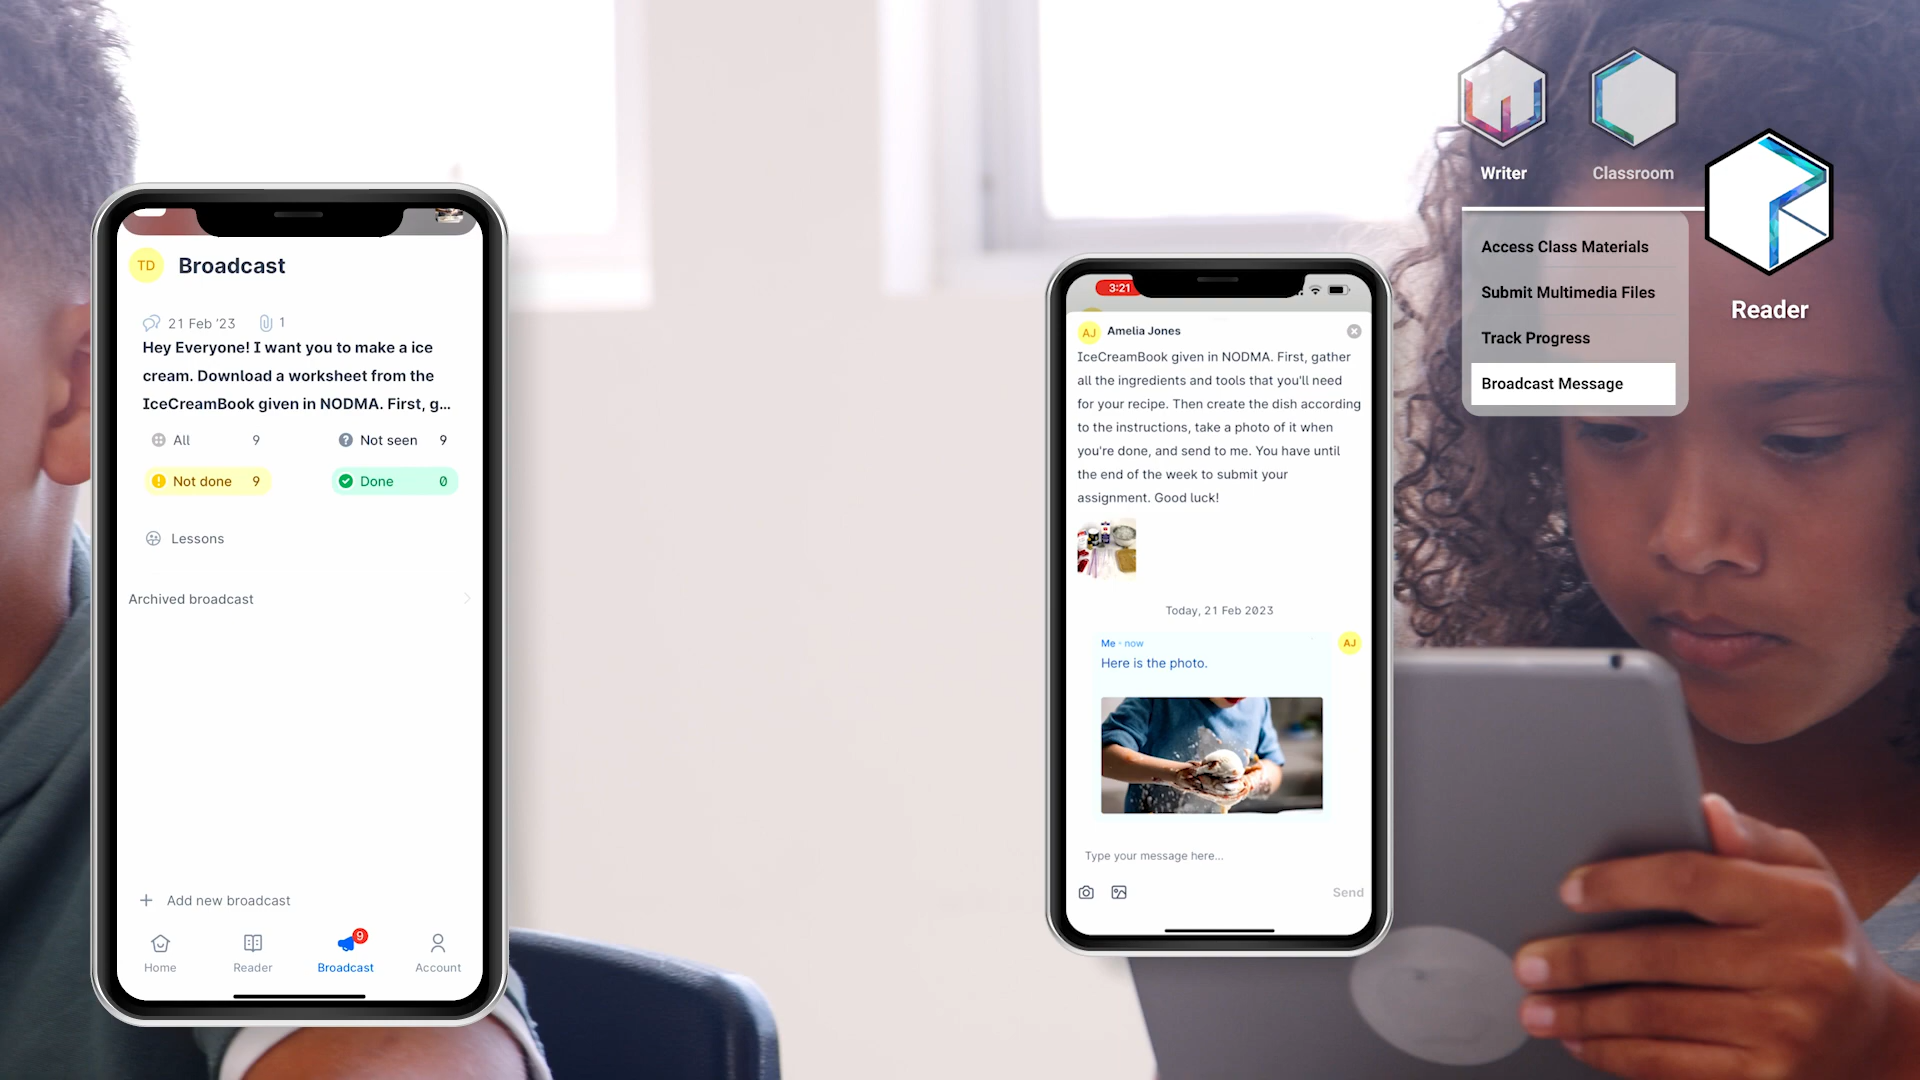 TD
Broadcast
21 Feb '23 1
Hey Everyone! I want you to make a ice
cream. Download a worksheet from the
IceCreamBook given in NODMA. First, g...
All 9
Not seen 9
Not done 9
Done 0
Lessons
Archived broadcast
Add new broadcast
9
Home
Reader
Broadcast
Account
3:21
AJ
Amelia Jones
IceCreamBook given in NODMA. First, gather
all the ingredients and tools that you'll need
for your recipe. Then create the dish according
to the instructions, take a photo of it when
you're done, and send to me. You have until
the end of the week to submit your
assignment. Good luck!
Today, 21 Feb 2023
Me - now
AJ
Here is the photo.
Type your message here...
Send
Writer
Classroom
Reader
Access Class Materials
Submit Multimedia Files
Track Progress
Broadcast Message